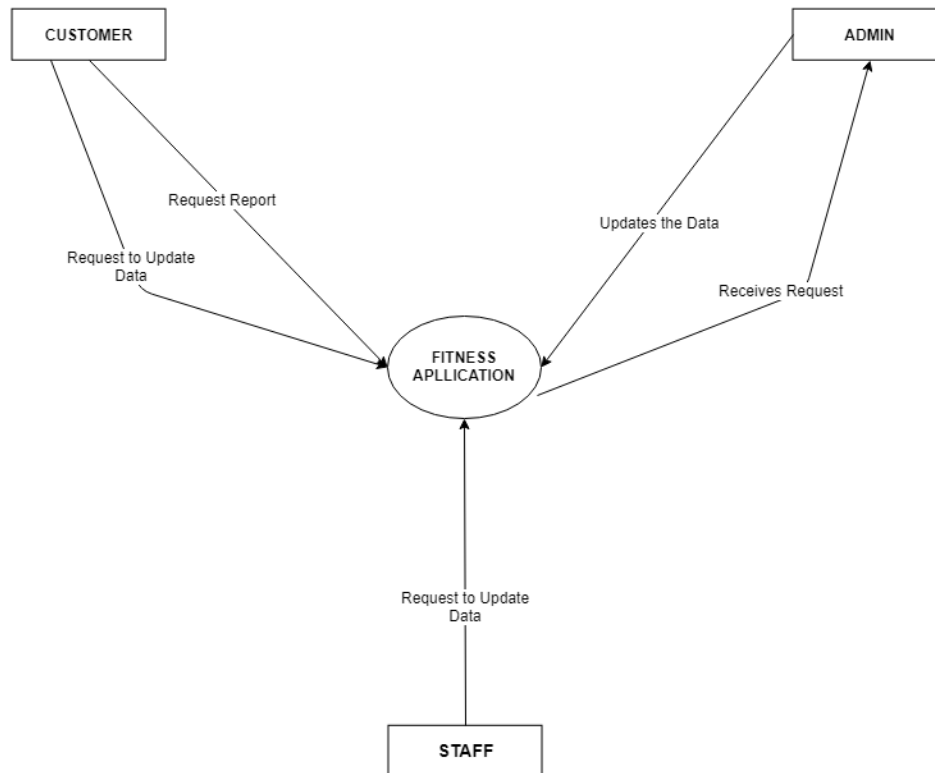 CUSTOMER
ADMIN
Request Report
Updates the Data
Request to Update
Data
Receives Request
FITNESS
APLLICATION
Request to Update
Data
STAFF